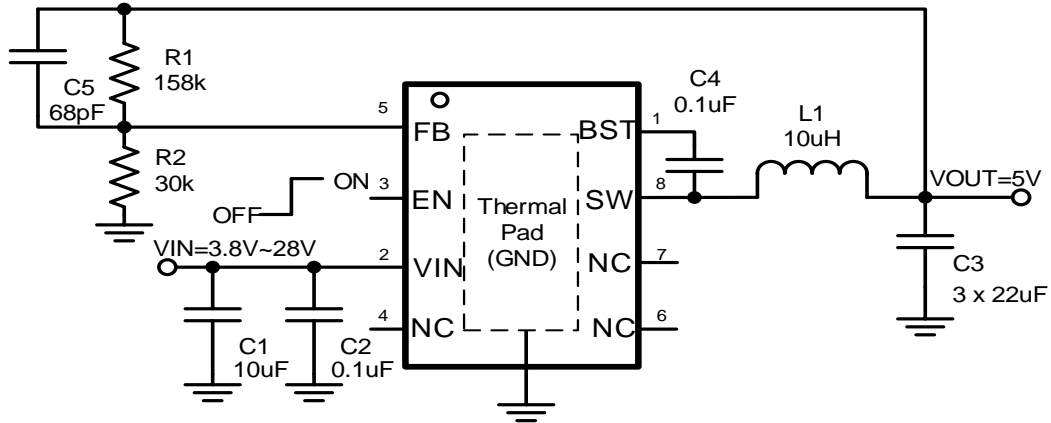 R1
158k
C5
68pF
R2
30k
5
FB
BST
1
C4
0.1uF
L1
10uH
ON
OFF
3
EN
SW
8
VOUT=5V
Thermal
Pad
(GND)
VIN=3.8V~28V
2
VIN
NC
7
C3
3 x 22uF
4
NC
NC
6
C1
10uF
C2
0.1uF